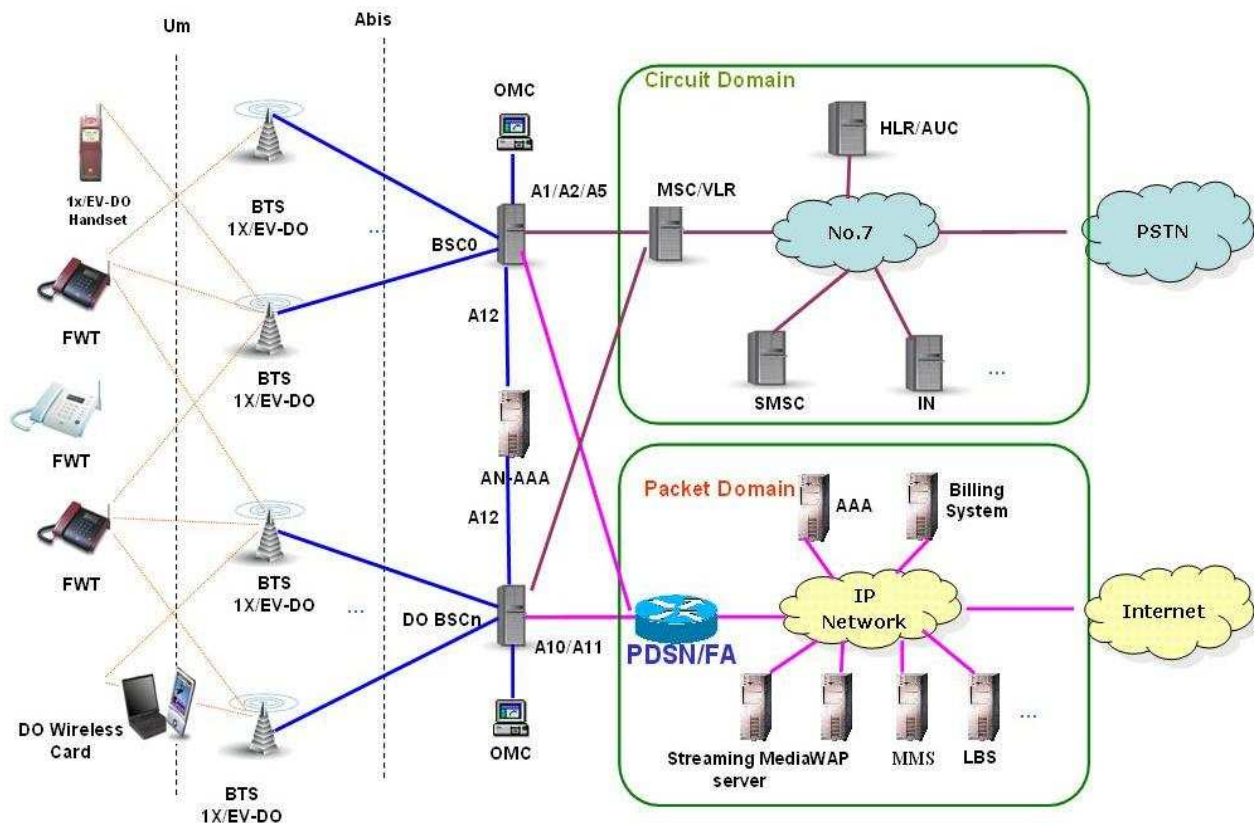 Um
Abis
OMC
Circuit Domain
HLR/AUC
1x/EV-DO
Handset
BTS
1X/EV-DO
...
BSC0
A1/A2/A5
MSC/VLR
No.7
PSTN
FWT
A12
BTS
1X/EV-DO
SMSC
IN
...
FWT
AN-AAA
Packet Domain
AAA
Billing
System
A12
FWT
BTS
1X/EV-DO
...
DO BSCn
A10/A11
PDSN/FA
IP
Network
Internet
DO Wireless
Card
OMC
Streaming Media
server
WAP
MMS
LBS
...
BTS
1X/EV-DO